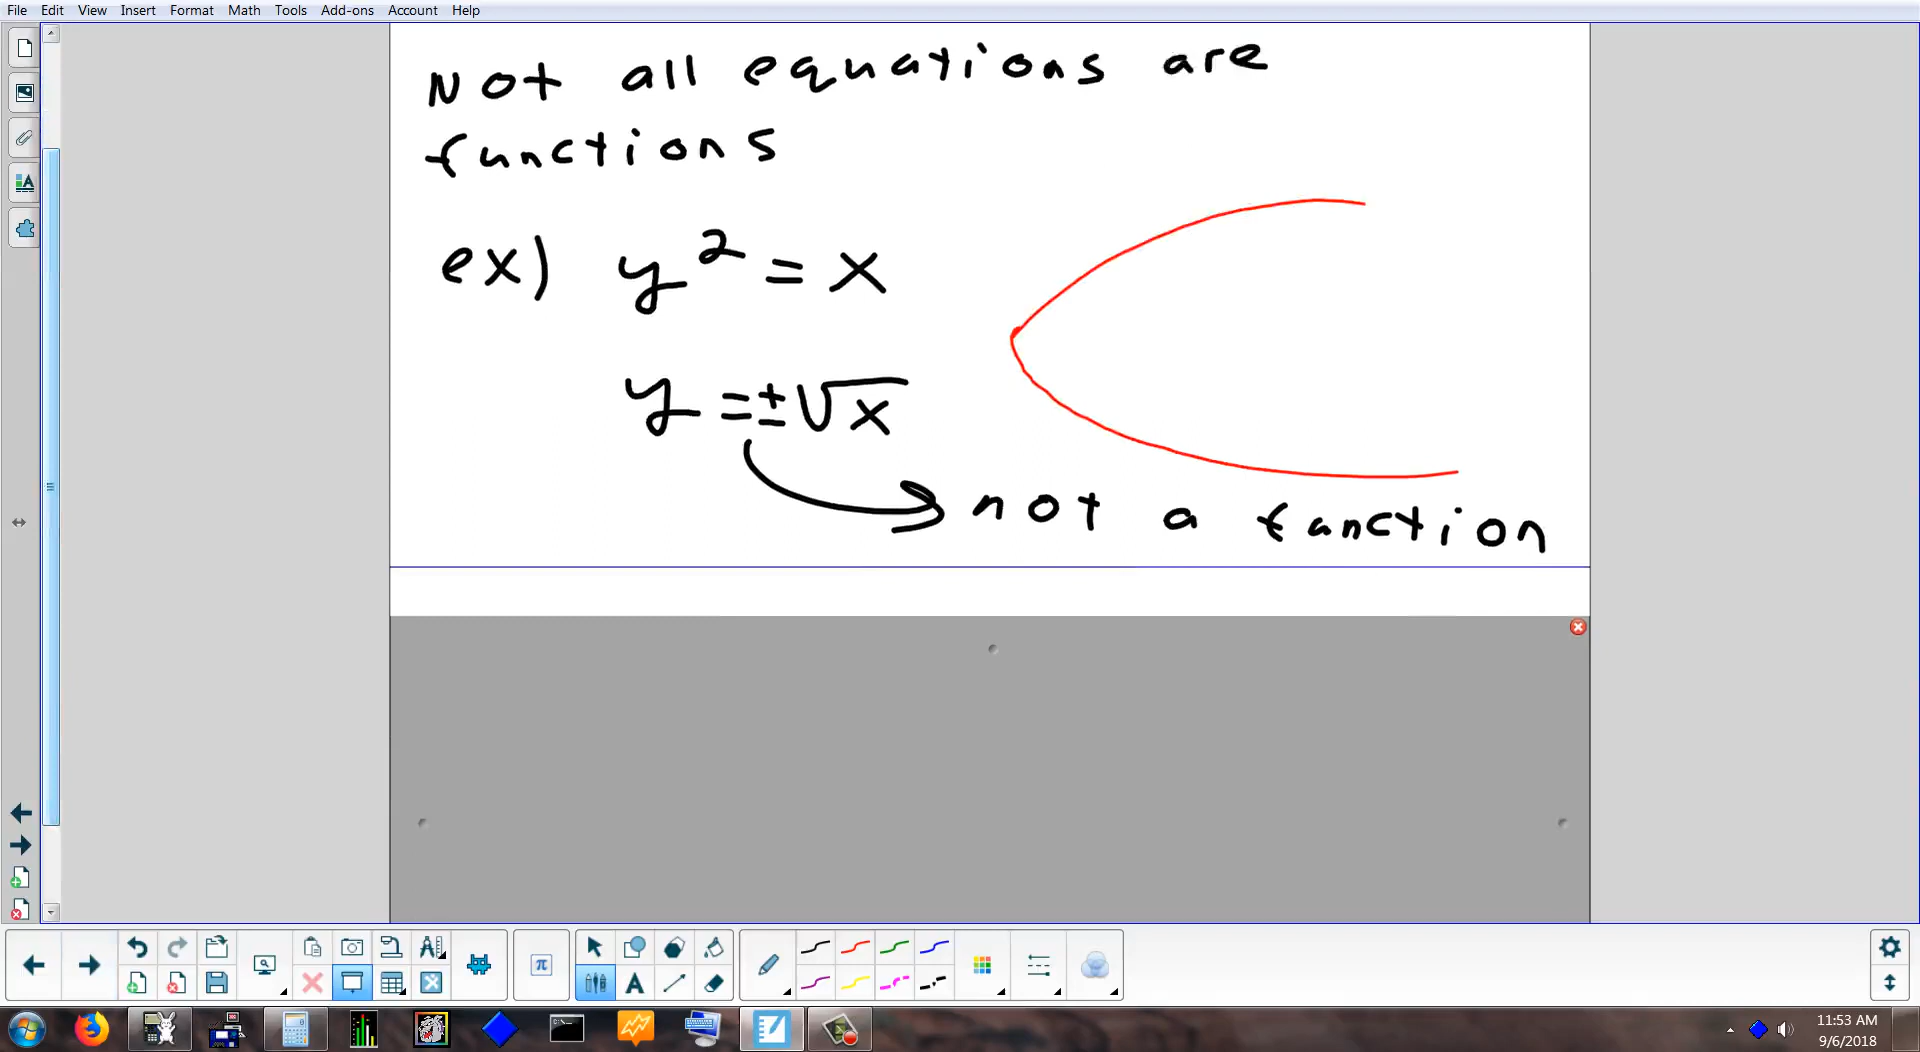 File Edit View Insert Format Math Tools Add-ons Account Help
Not all equations are
functions
ex) y² = x
y = ±√x
not a function
11:53 AM
9/6/2018